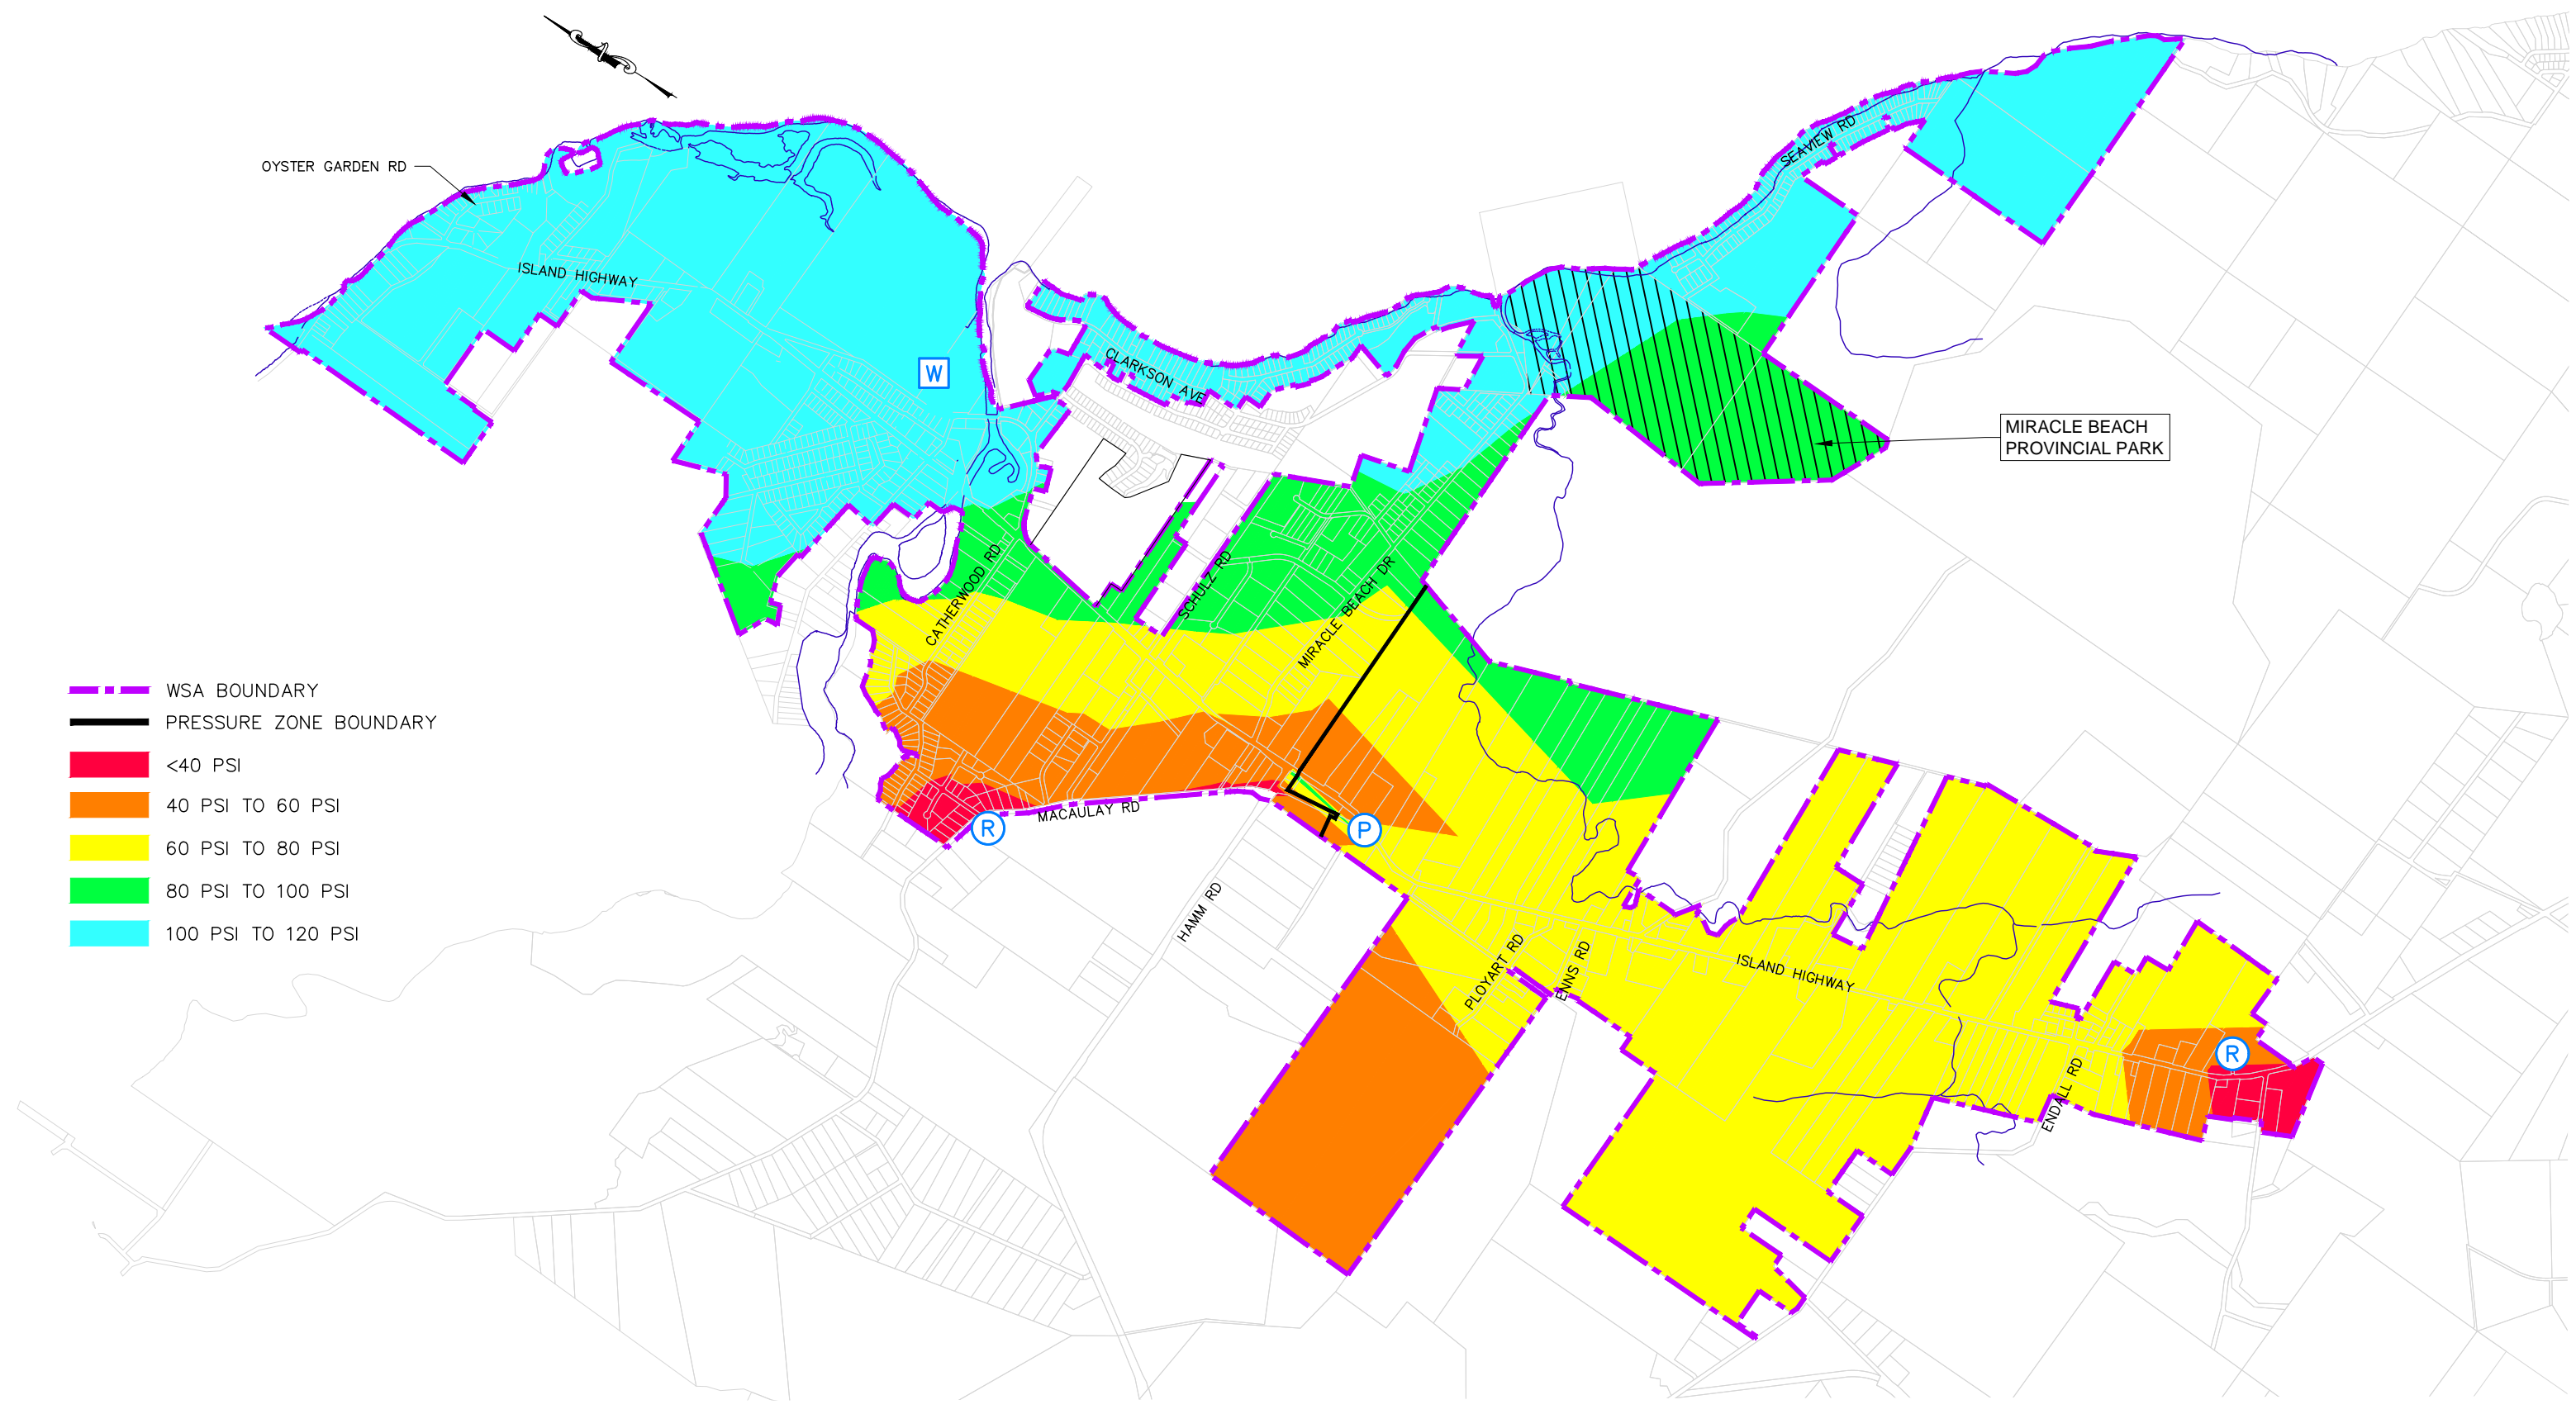 OYSTER GARDEN RD
SEAVIEW RD
ISLAND HIGHWAY
CLARKSON AVE
W
MIRACLE BEACH
PROVINCIAL PARK
CATHERWOOD RD
SCHULZ RD
MIRACLE BEACH DR
WSA BOUNDARY
PRESSURE ZONE BOUNDARY
<40 PSI
40 PSI TO 60 PSI
60 PSI TO 80 PSI
80 PSI TO 100 PSI
100 PSI TO 120 PSI
MACAULAY RD
R
P
HAMM RD
PLOYART RD
ENNS RD
ISLAND HIGHWAY
R
ENDALL RD